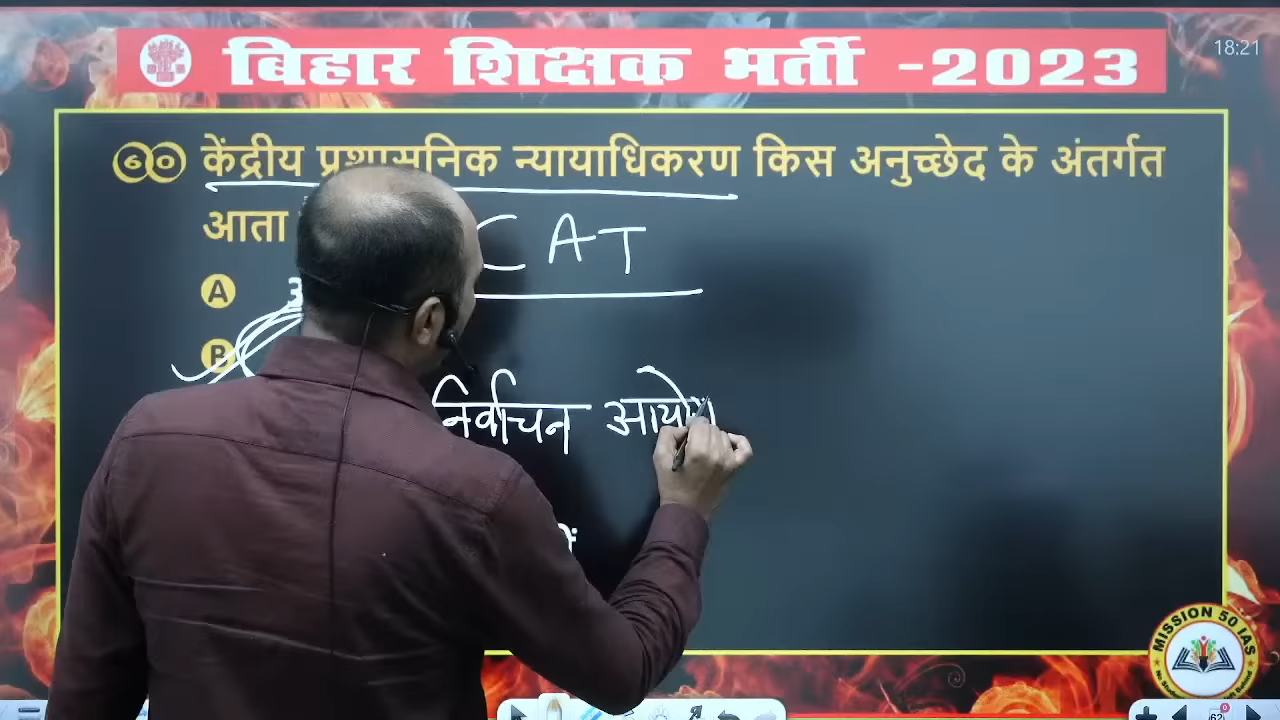 बिहार शिक्षक भर्ती -2023
18:21
60 केंद्रीय प्रशासनिक न्यायाधिकरण किस अनुच्छेद के अंतर्गत
आता
CAT
A
B
निर्वाचन आयोग
MISSION 50 IAS